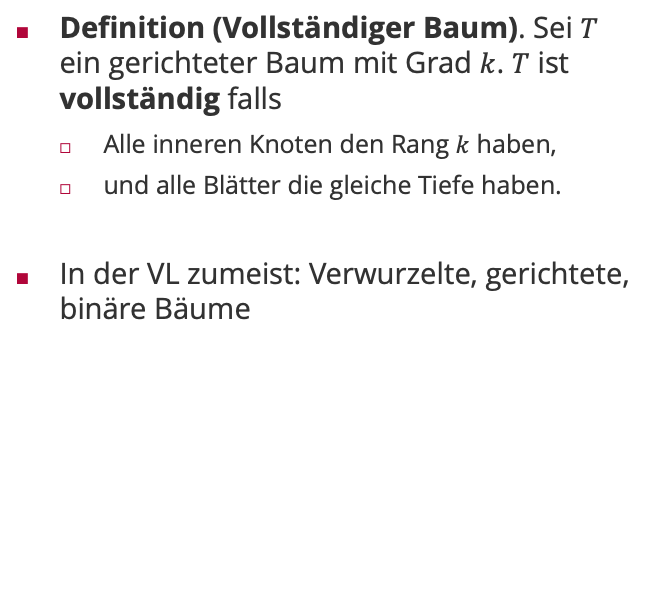 Definition (Vollständiger Baum). Sei T
ein gerichteter Baum mit Grad k. T ist
vollständig falls
Alle inneren Knoten den Rang k haben,
und alle Blätter die gleiche Tiefe haben.
In der VL zumeist: Verwurzelte, gerichtete,
binäre Bäume